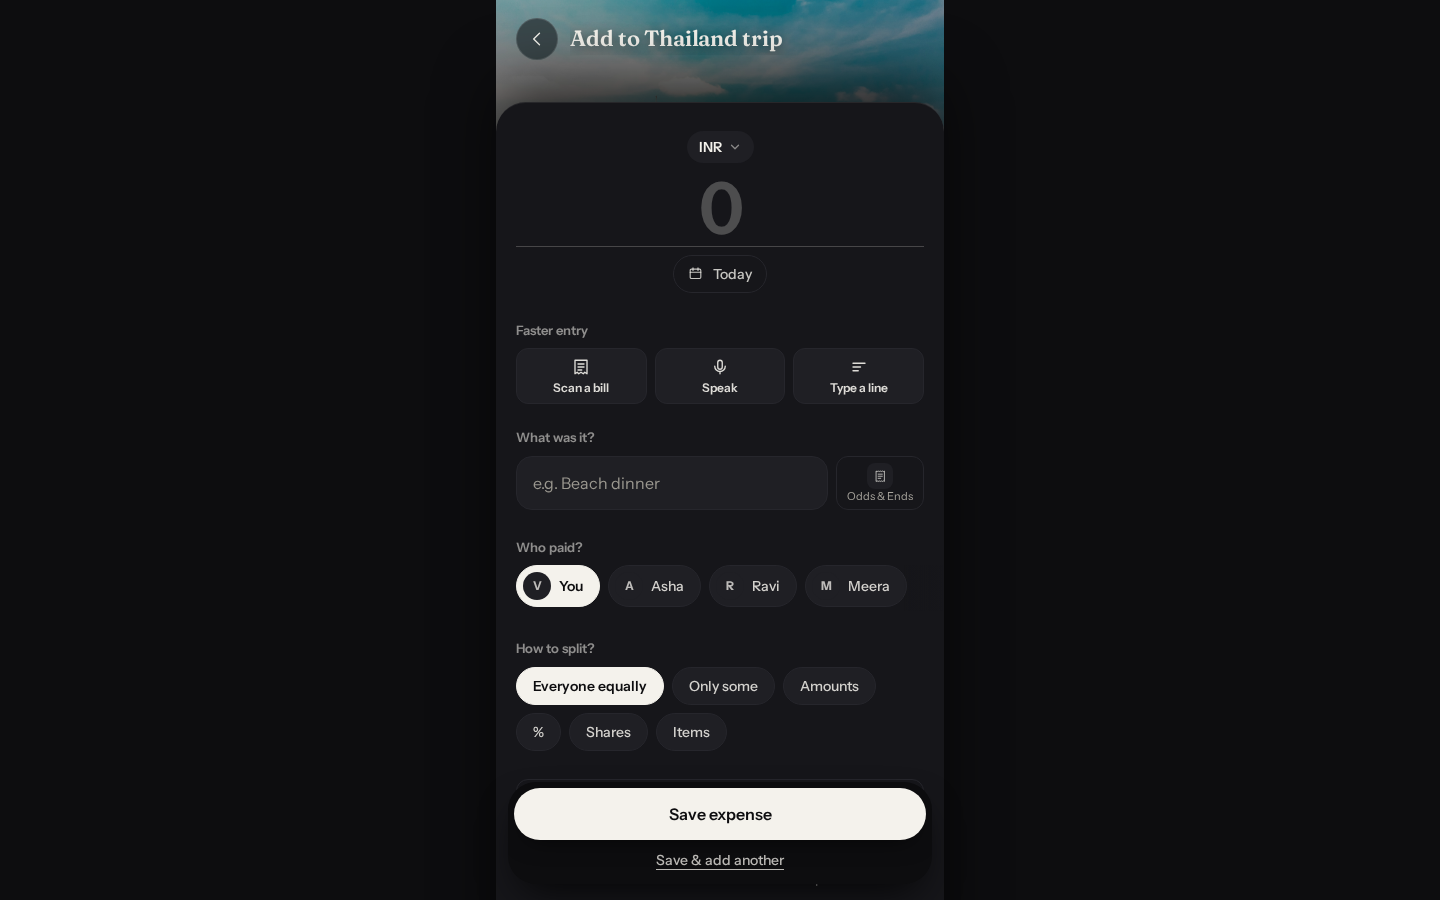 Add to Thailand trip
INR
0
Today
Faster entry
Scan a bill
Speak
Type a line
What was it?
e.g. Beach dinner
Odds & Ends
Who paid?
V You
A Asha
R Ravi
M Meera
How to split?
Everyone equally
Only some
Amounts
%
Shares
Items
Save expense
Save & add another